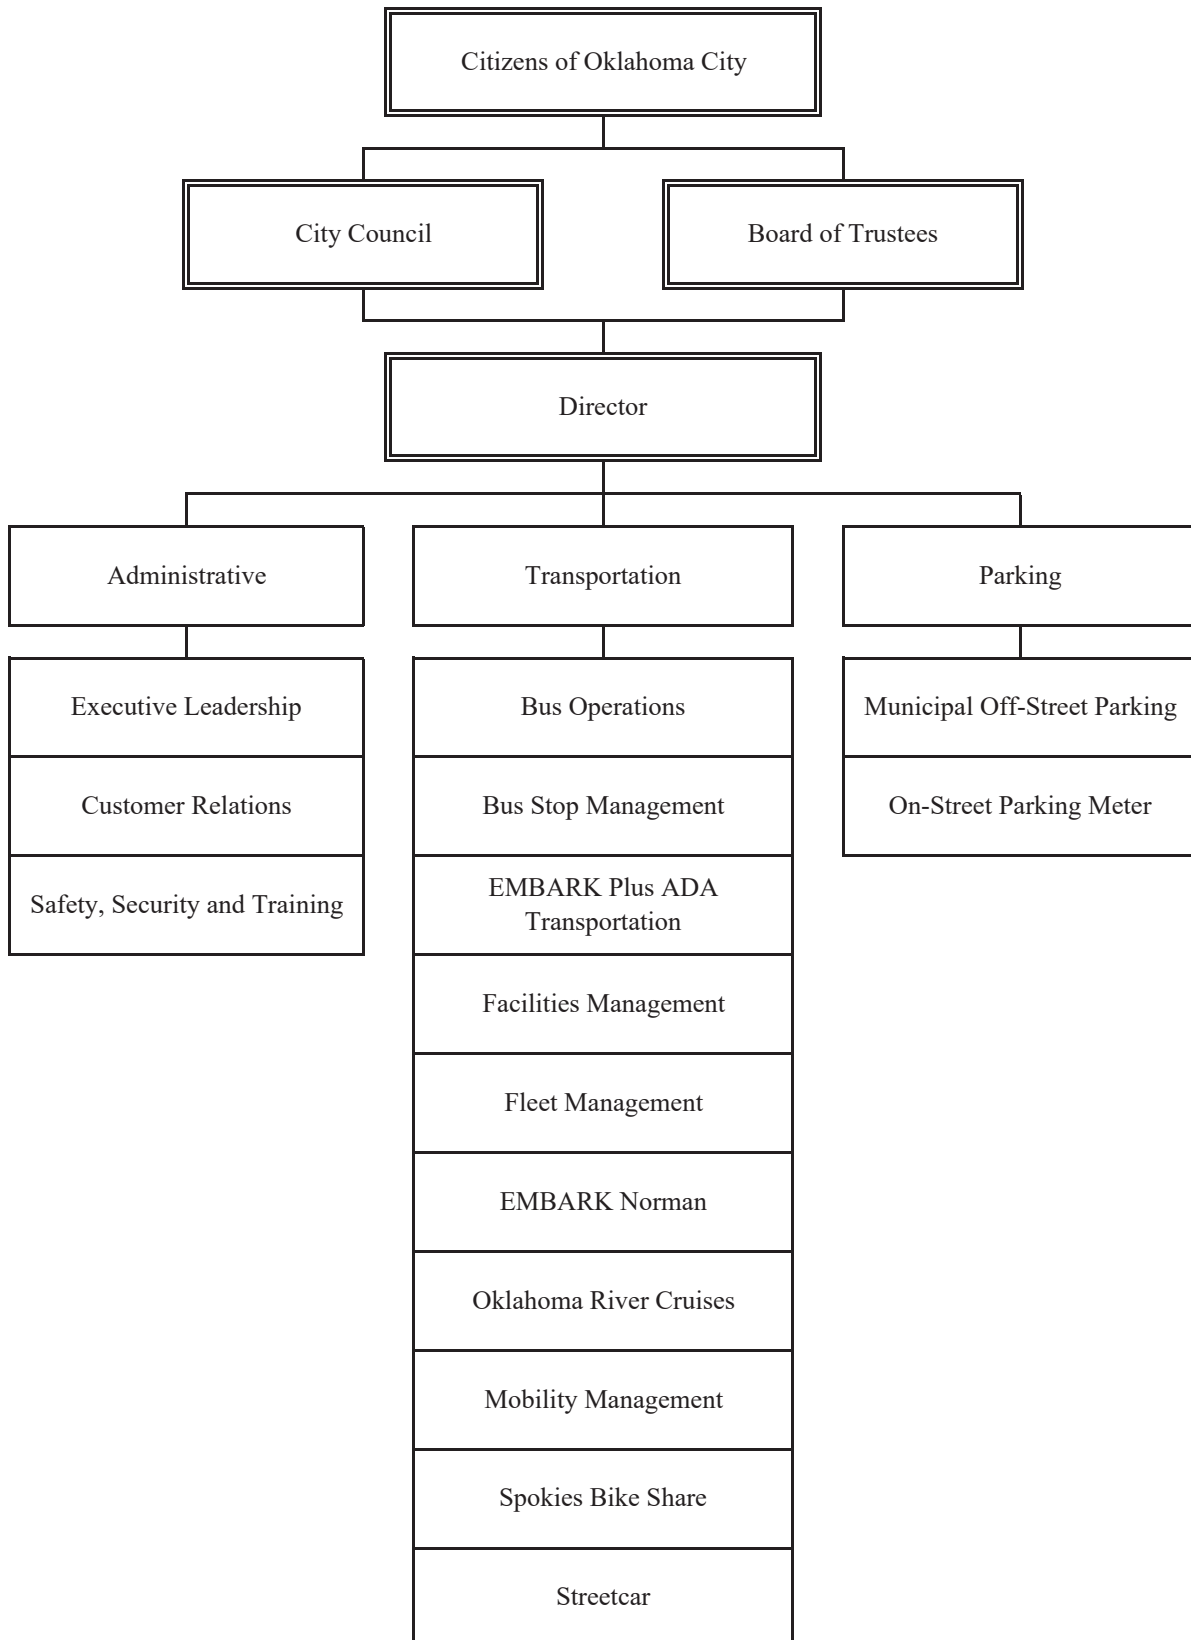 Citizens of Oklahoma City
City Council
Board of Trustees
Director
Administrative
Transportation
Parking
Executive Leadership
Customer Relations
Safety, Security and Training
Bus Operations
Bus Stop Management
EMBARK Plus ADA
Transportation
Facilities Management
Fleet Management
EMBARK Norman
Oklahoma River Cruises
Mobility Management
Spokies Bike Share
Streetcar
Municipal Off-Street Parking
On-Street Parking Meter